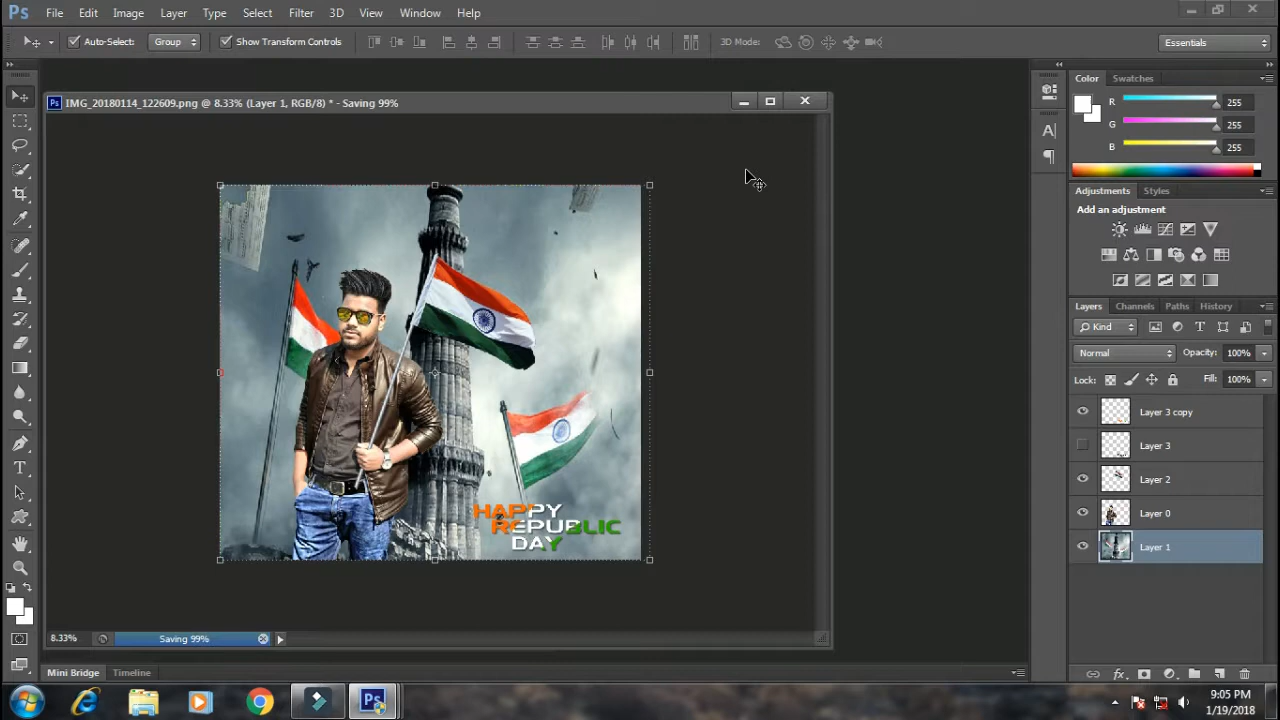 Ps File Edit Image Layer Type Select Filter 3D View Window Help
Auto-Select: Group Show Transform Controls 3D Mode: Essentials
Ps IMG_20180114_122609.png @ 8.33% (Layer 1, RGB/8) * - Saving 99%
HAPPY
REPUBLIC
DAY
8.33% Saving 99%
Mini Bridge Timeline
A
Color Swatches
R 255
G 255
B 255
Adjustments Styles
Add an adjustment
Layers Channels Paths History
Kind
Normal Opacity: 100%
Lock: Fill: 100%
Layer 3 copy
Layer 3
Layer 2
Layer 0
Layer 1
fx
Ps
9:05 PM
1/19/2018